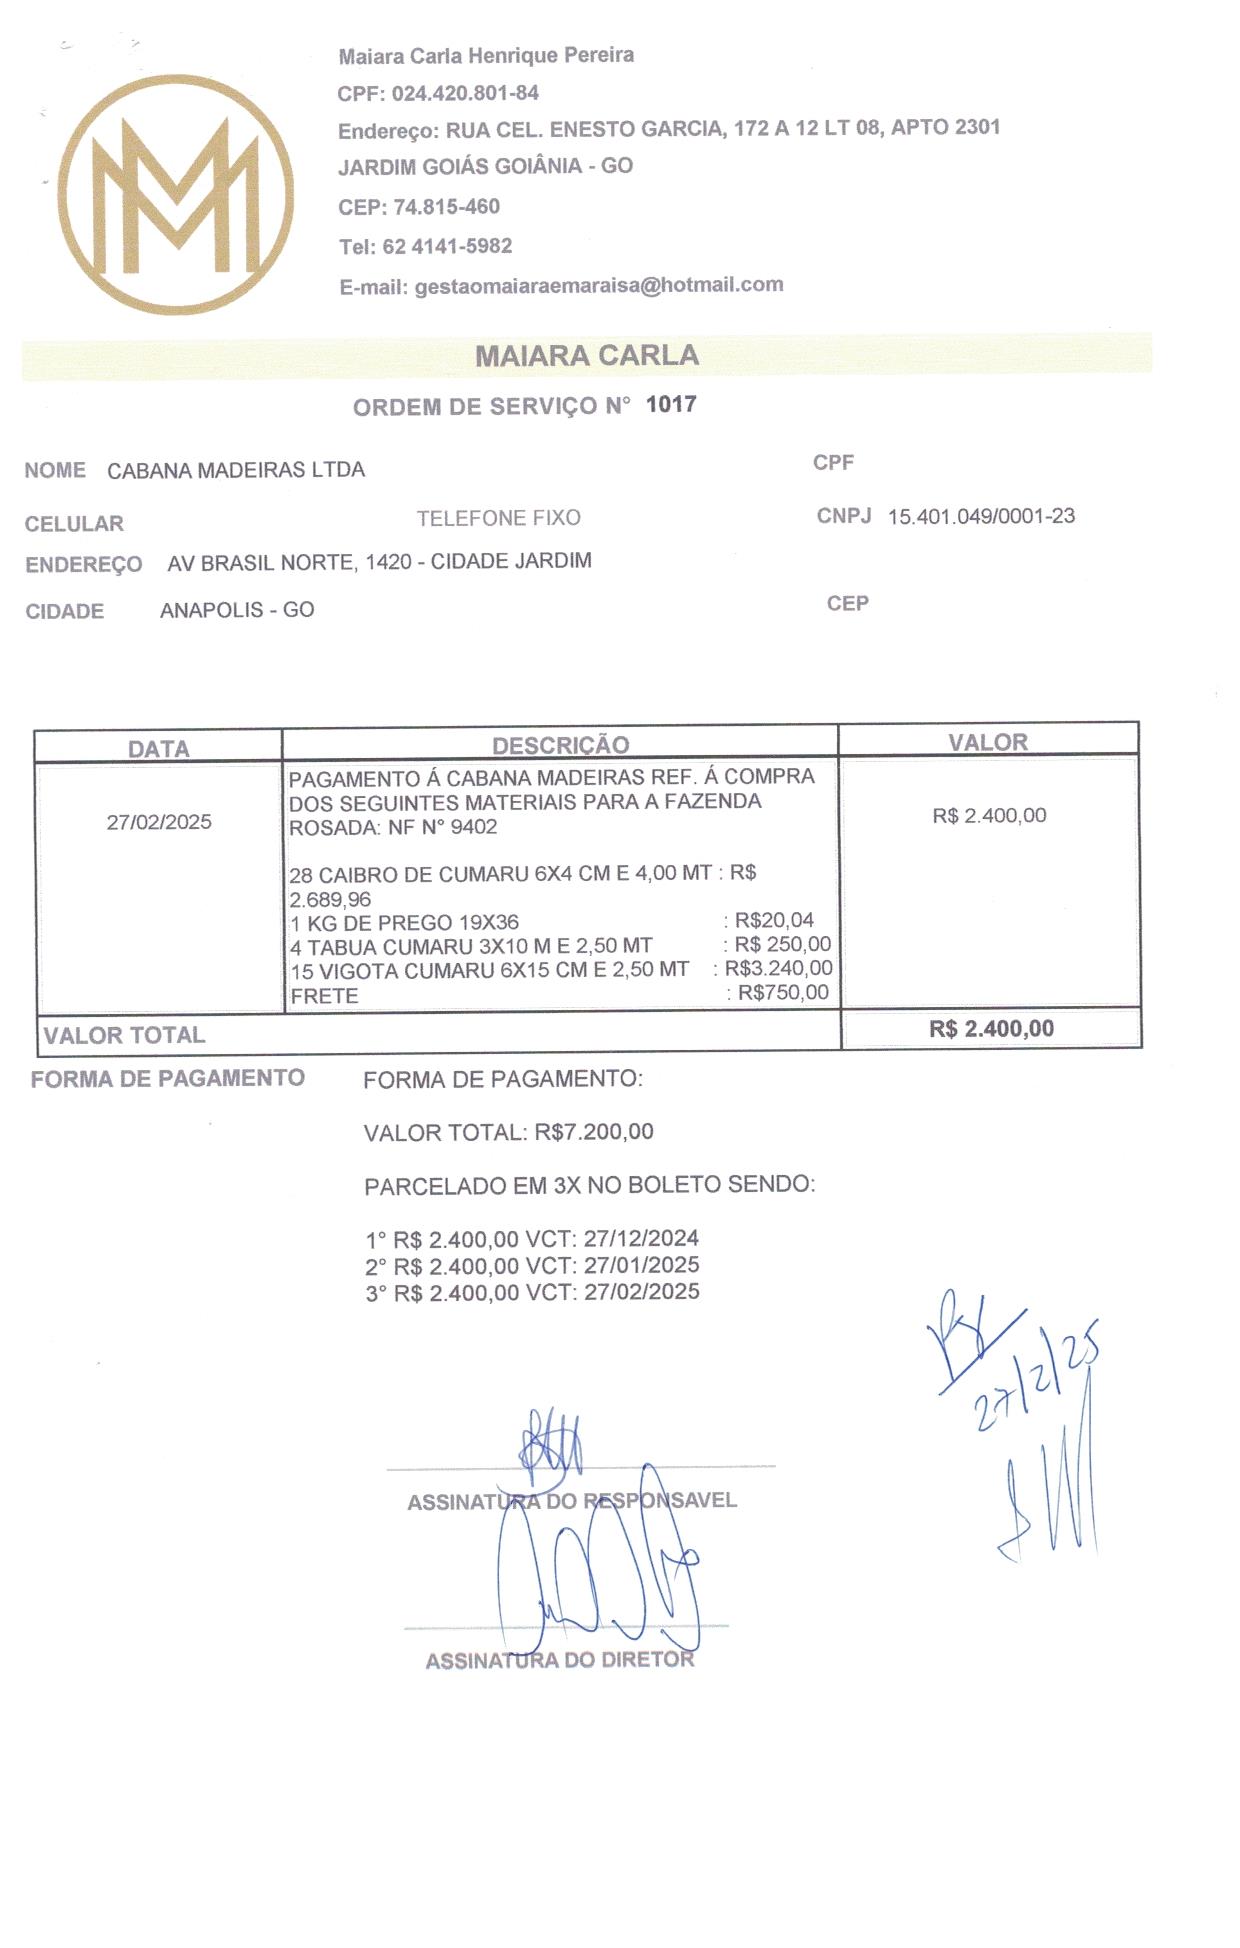 Maiara Carla Henrique Pereira
CPF: 024.420.801-84
Endereço: RUA CEL. ENESTO GARCIA, 172 A 12 LT 08, APTO 2301
JARDIM GOIÁS GOIÂNIA - GO
CEP: 74.815-460
Tel: 62 4141-5982
E-mail: gestaomaiaraemaraisa@hotmail.com
MAIARA CARLA
ORDEM DE SERVIÇO N° 1017
NOME CABANA MADEIRAS LTDA CPF
CELULAR TELEFONE FIXO CNPJ 15.401.049/0001-23
ENDEREÇO AV BRASIL NORTE, 1420 - CIDADE JARDIM
CIDADE ANAPOLIS - GO CEP
DATA DESCRIÇÃO VALOR
PAGAMENTO Á CABANA MADEIRAS REF. Á COMPRA
DOS SEGUINTES MATERIAIS PARA A FAZENDA
27/02/2025 ROSADA: NF N° 9402 R$ 2.400,00
28 CAIBRO DE CUMARU 6X4 CM E 4,00 MT : R$
2.689,96
1 KG DE PREGO 19X36 : R$20,04
4 TABUA CUMARU 3X10 M E 2,50 MT : R$ 250,00
15 VIGOTA CUMARU 6X15 CM E 2,50 MT : R$3.240,00
FRETE : R$750,00
VALOR TOTAL R$ 2.400,00
FORMA DE PAGAMENTO FORMA DE PAGAMENTO:
VALOR TOTAL: R$7.200,00
PARCELADO EM 3X NO BOLETO SENDO:
1° R$ 2.400,00 VCT: 27/12/2024
2° R$ 2.400,00 VCT: 27/01/2025
3° R$ 2.400,00 VCT: 27/02/2025
27/2/25
ASSINATURA DO RESPONSAVEL
ASSINATURA DO DIRETOR